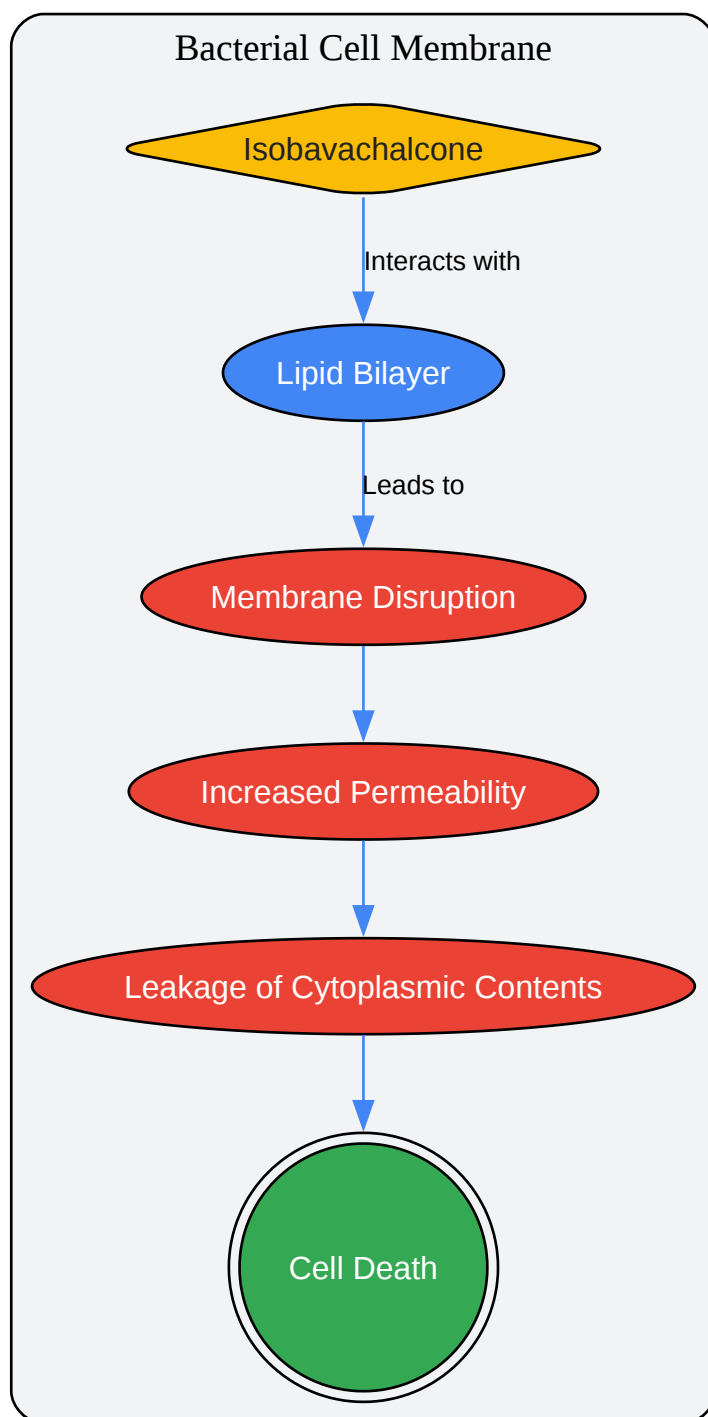 Bacterial Cell Membrane
Isobavachalcone
Interacts with
Lipid Bilayer
Leads to
Membrane Disruption
Increased Permeability
Leakage of Cytoplasmic Contents
Cell Death